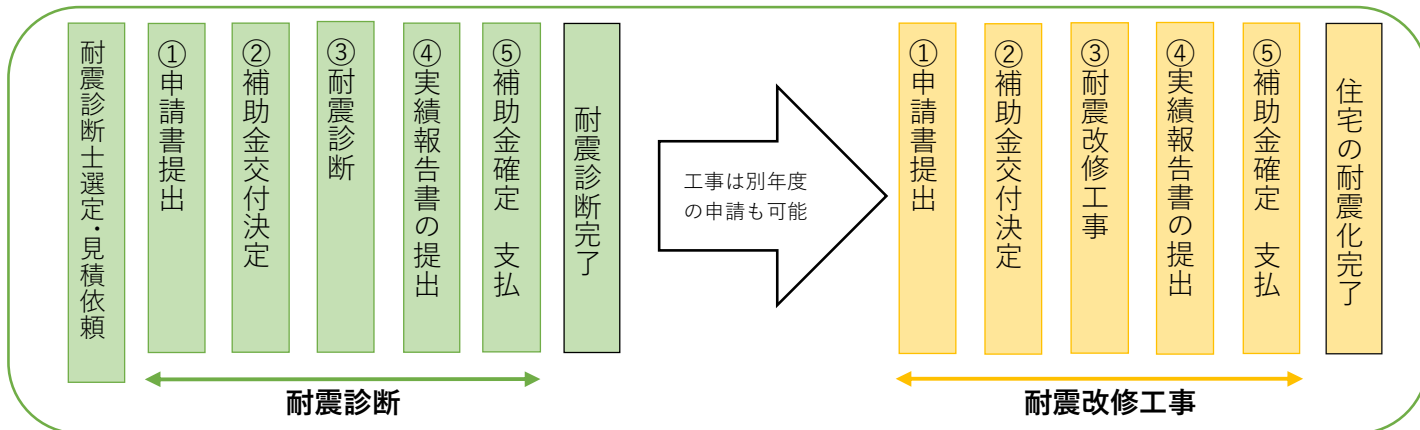 耐震診断士選定・見積依頼
①申請書提出
②補助金交付決定
③耐震診断
④実績報告書の提出
⑤補助金確定　支払
耐震診断完了
耐震診断
工事は別年度
の申請も可能
①申請書提出
②補助金交付決定
③耐震改修工事
④実績報告書の提出
⑤補助金確定　支払
住宅の耐震化完了
耐震改修工事